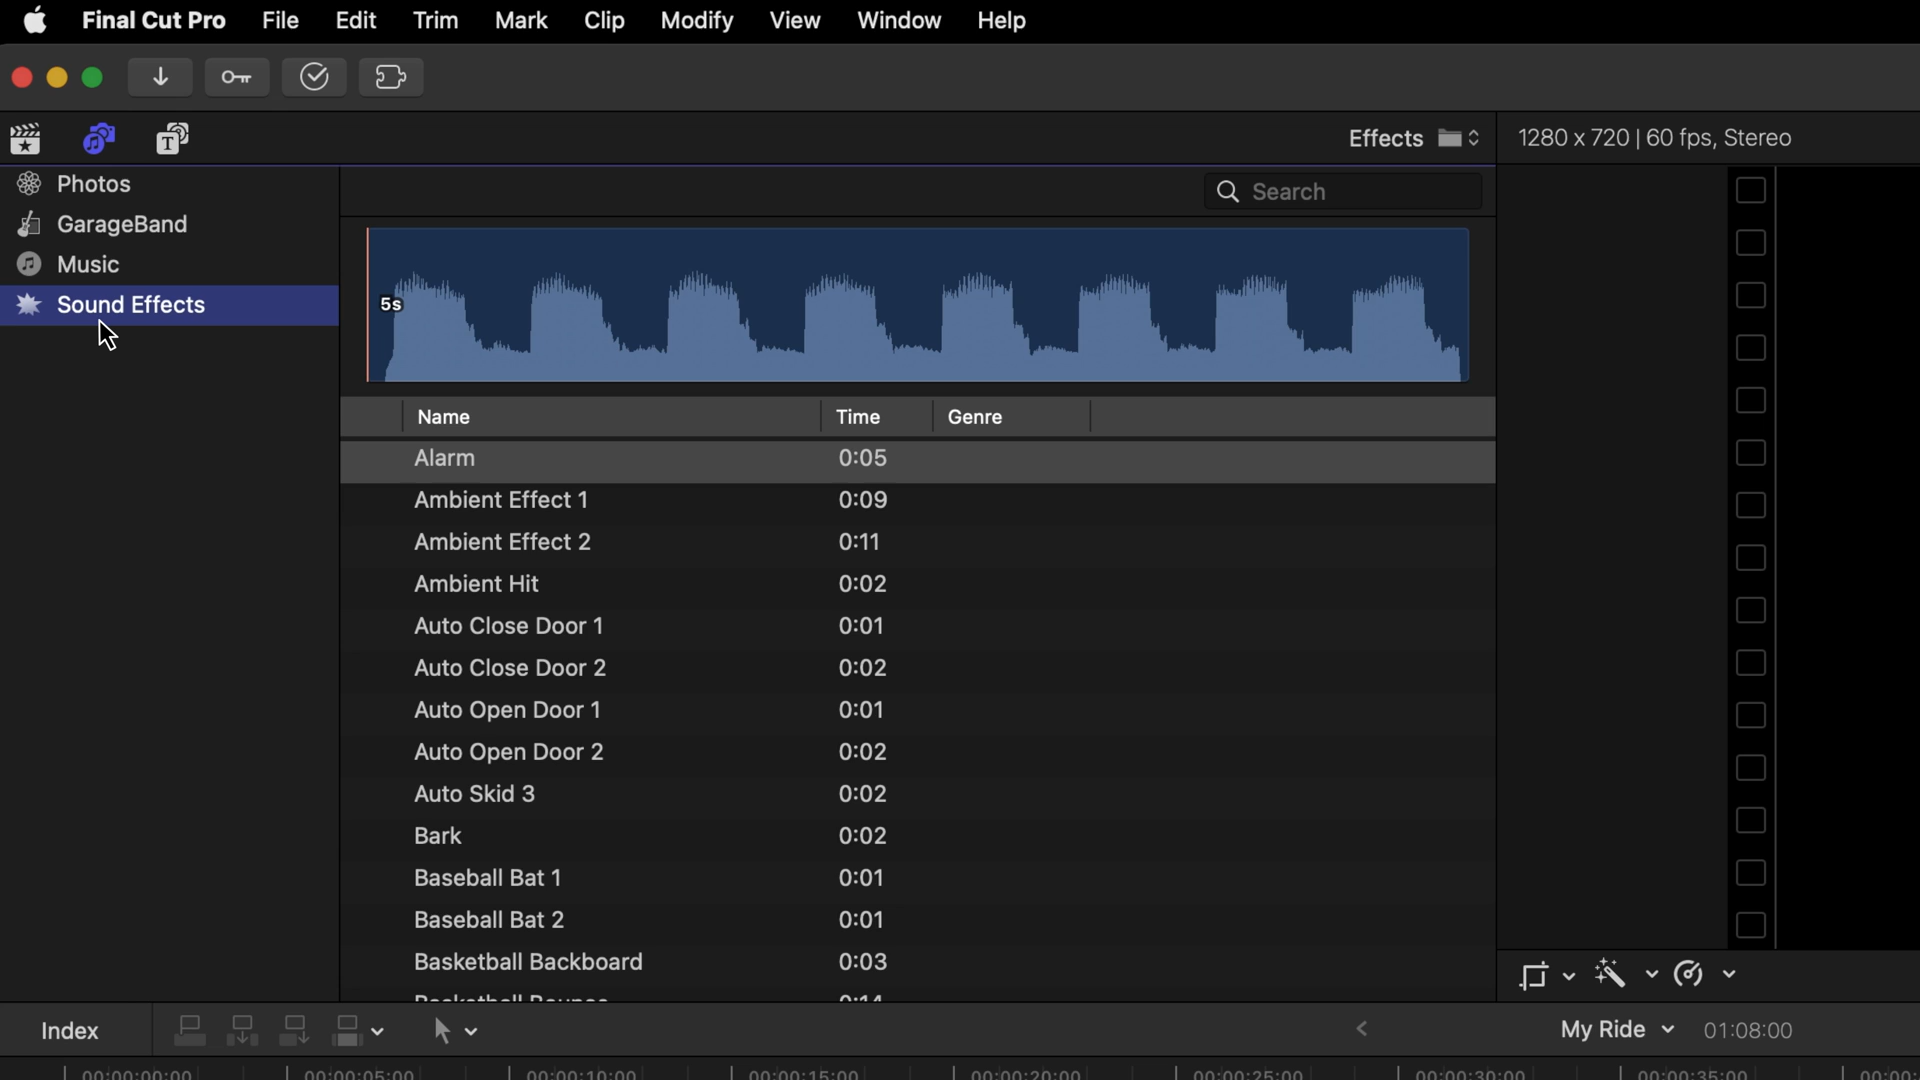 Final Cut Pro File Edit Trim Mark Clip Modify View Window Help
Effects
1280 x 720 | 60 fps, Stereo
Photos
GarageBand
Music
Sound Effects
Search
5s
Name Time Genre
Alarm 0:05
Ambient Effect 1 0:09
Ambient Effect 2 0:11
Ambient Hit 0:02
Auto Close Door 1 0:01
Auto Close Door 2 0:02
Auto Open Door 1 0:01
Auto Open Door 2 0:02
Auto Skid 3 0:02
Bark 0:02
Baseball Bat 1 0:01
Baseball Bat 2 0:01
Basketball Backboard 0:03
Basketball Bounce 0:14
Index
My Ride 01:08:00
00:00:00:00 00:00:05:00 00:00:10:00 00:00:15:00 00:00:20:00 00:00:25:00 00:00:30:00 00:00:35:00